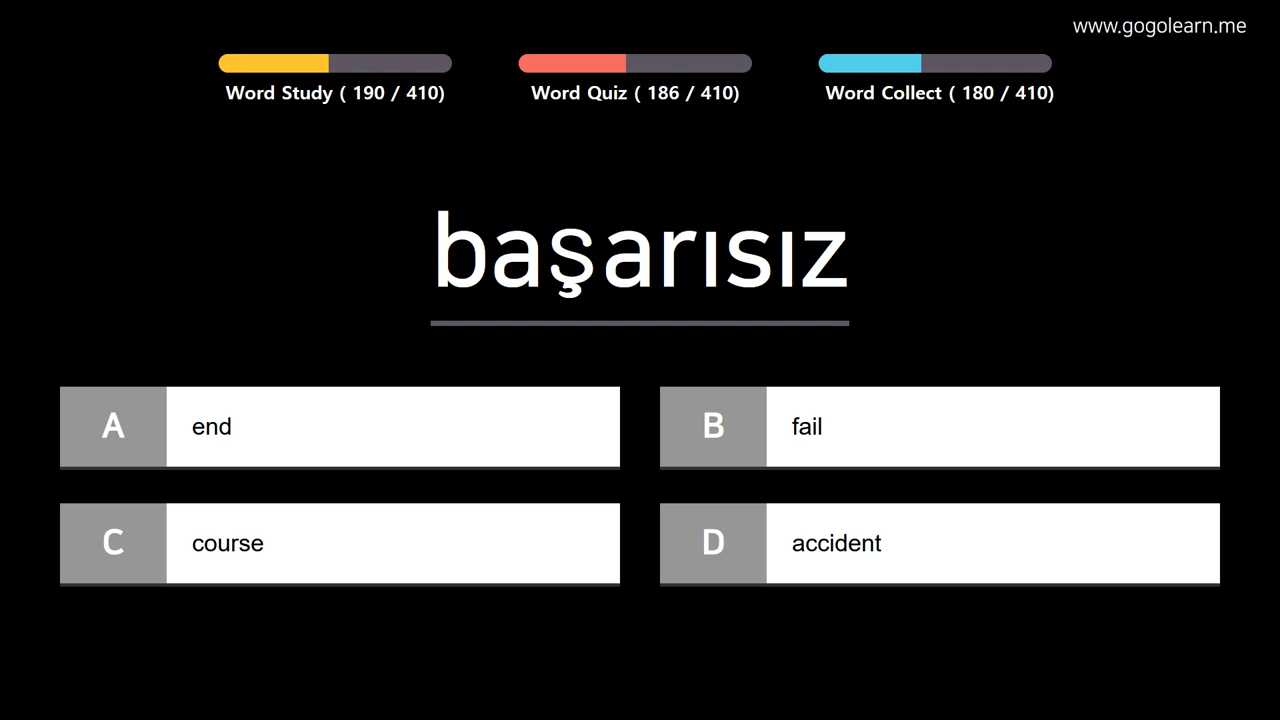 www.gogolearn.me
Word Study ( 190 / 410)
Word Quiz ( 186 / 410)
Word Collect ( 180 / 410)
başarısız
A end
B fail
C course
D accident